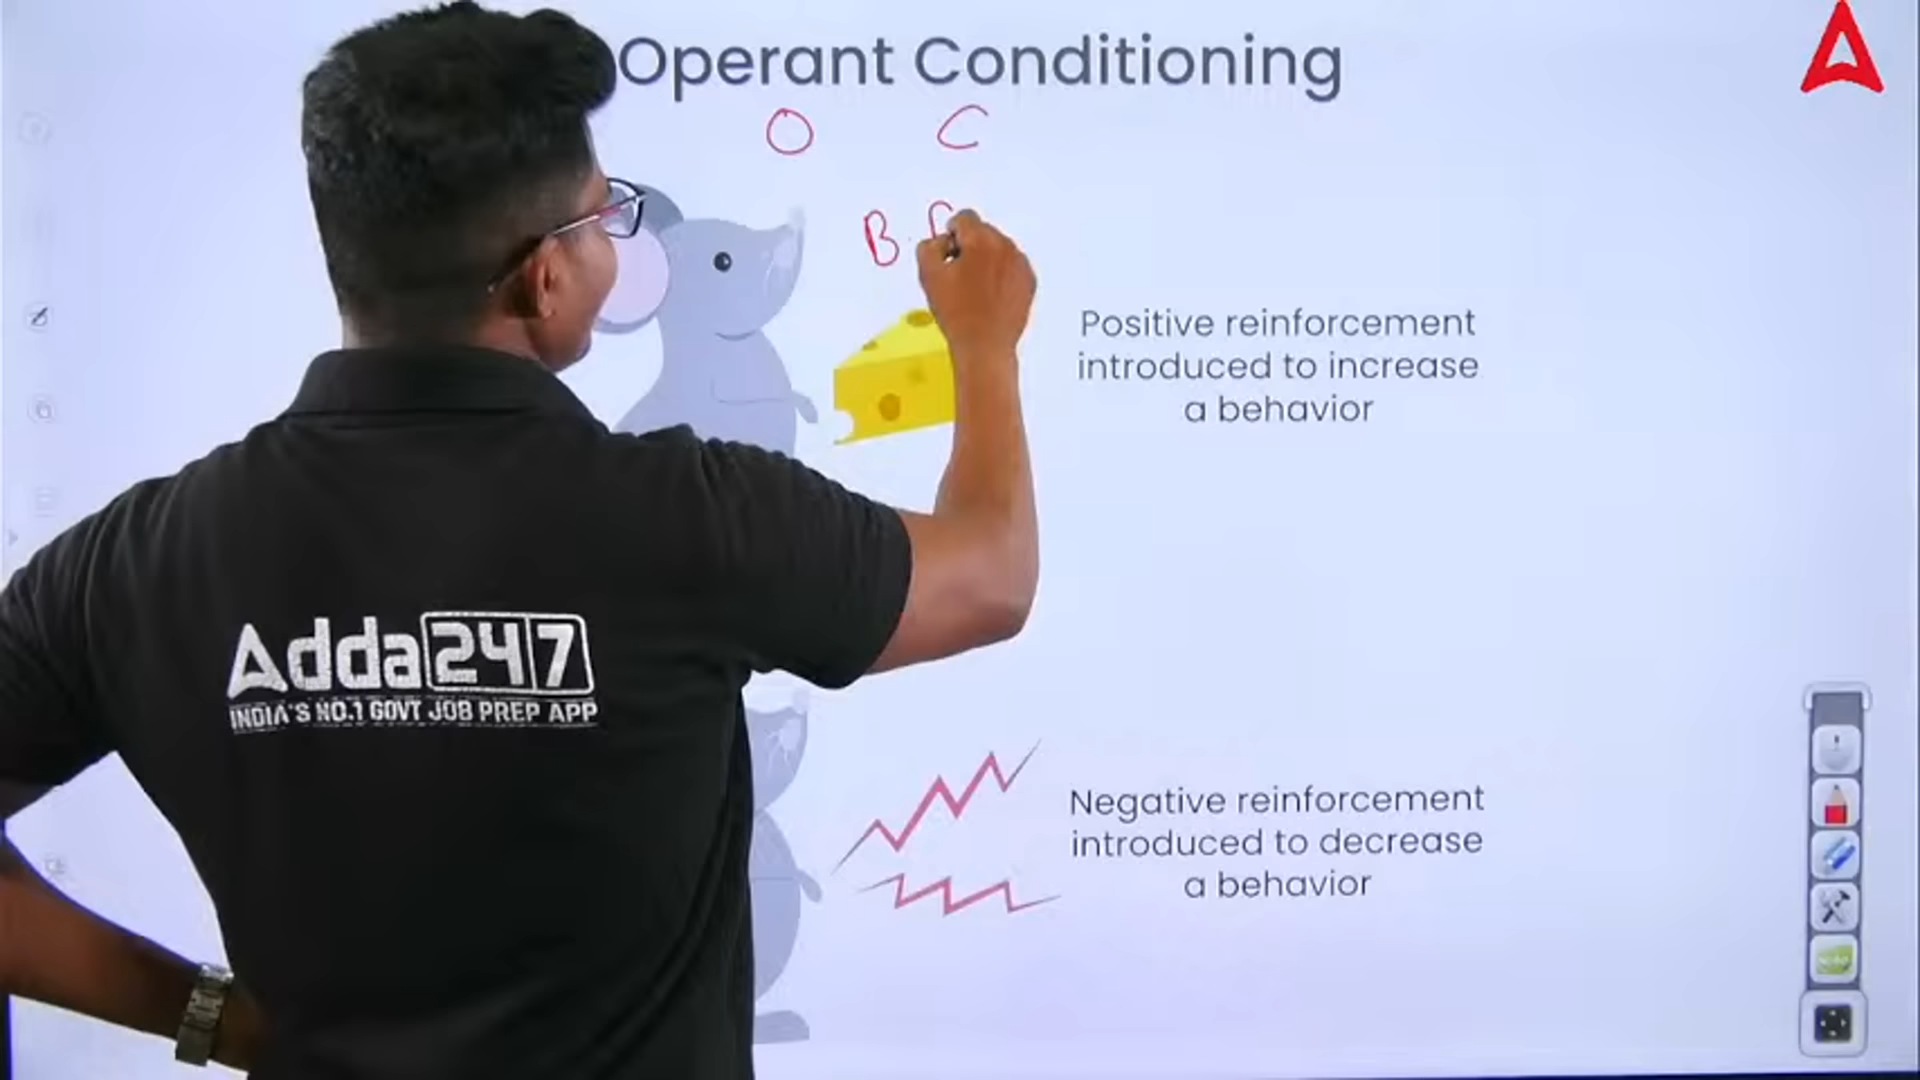 Operant Conditioning
O C
B.
Positive reinforcement
introduced to increase
a behavior
Adda247
INDIA'S NO.1 GOVT JOB PREP APP
Negative reinforcement
introduced to decrease
a behavior